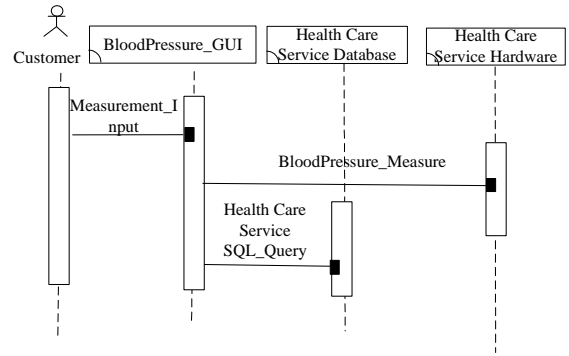 Customer
BloodPressure_GUI
Health Care
Service Database
Health Care
Service Hardware
Measurement_I
nput
BloodPressure_Measure
Health Care
Service
SQL_Query